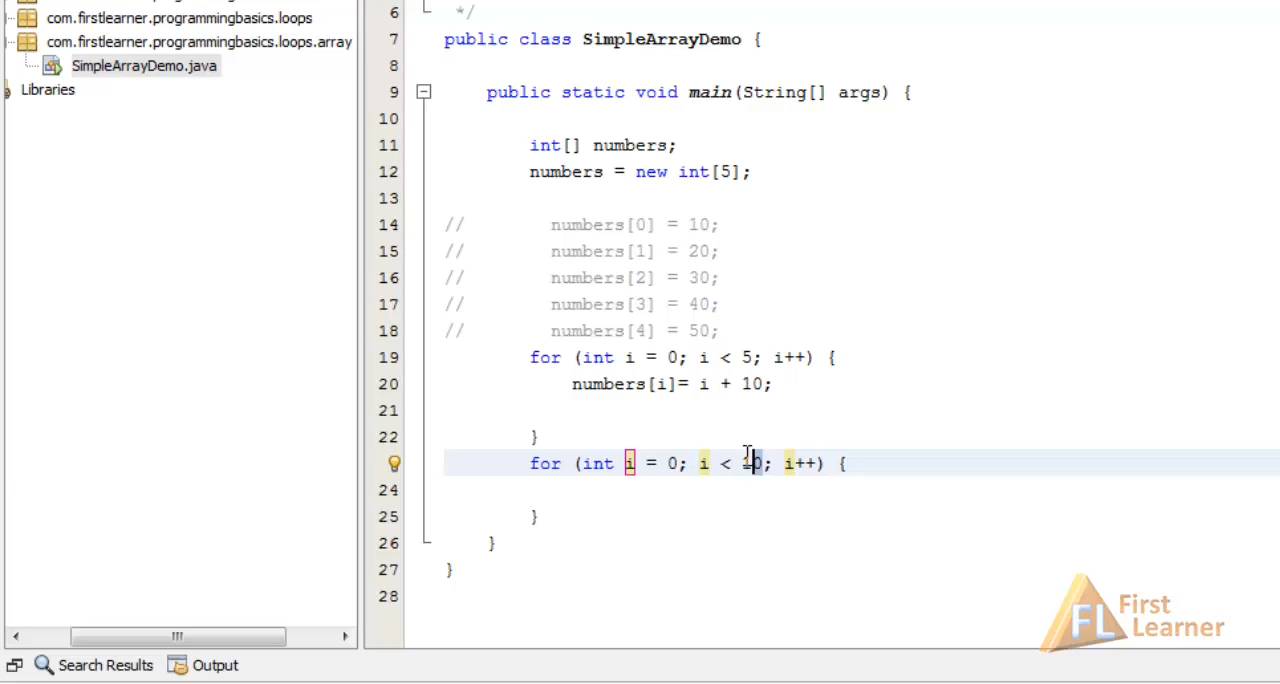 com.firstlearner.programmingbasics.loops
com.firstlearner.programmingbasics.loops.array
SimpleArrayDemo.java
Libraries
6 */
7 public class SimpleArrayDemo {
8
9 public static void main(String[] args) {
10
11 int[] numbers;
12 numbers = new int[5];
13
14 // numbers[0] = 10;
15 // numbers[1] = 20;
16 // numbers[2] = 30;
17 // numbers[3] = 40;
18 // numbers[4] = 50;
19 for (int i = 0; i < 5; i++) {
20 numbers[i]= i + 10;
21
22 }
for (int i = 0; i < 10; i++) {
24
25 }
26 }
27 }
28
FL First
Learner
Search Results Output